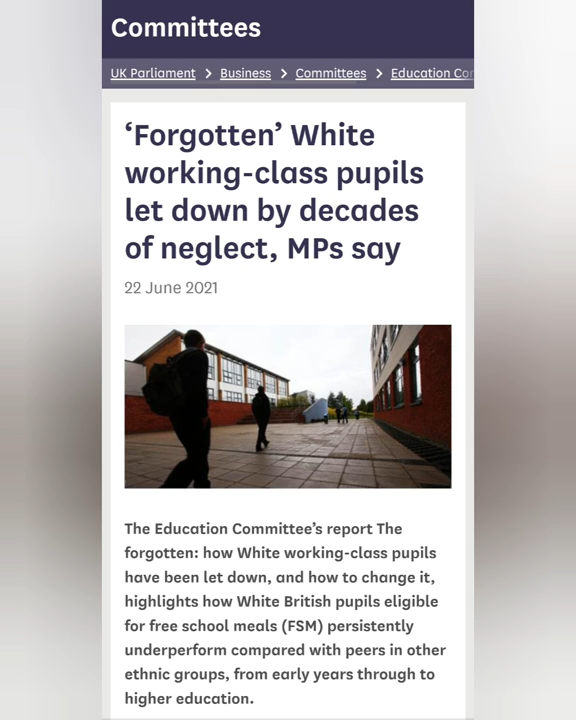 Committees
UK Parliament > Business > Committees > Education
‘Forgotten’ White
working-class pupils
let down by decades
of neglect, MPs say
22 June 2021
The Education Committee’s report The
forgotten: how White working-class pupils
have been let down, and how to change it,
highlights how White British pupils eligible
for free school meals (FSM) persistently
underperform compared with peers in other
ethnic groups, from early years through to
higher education.